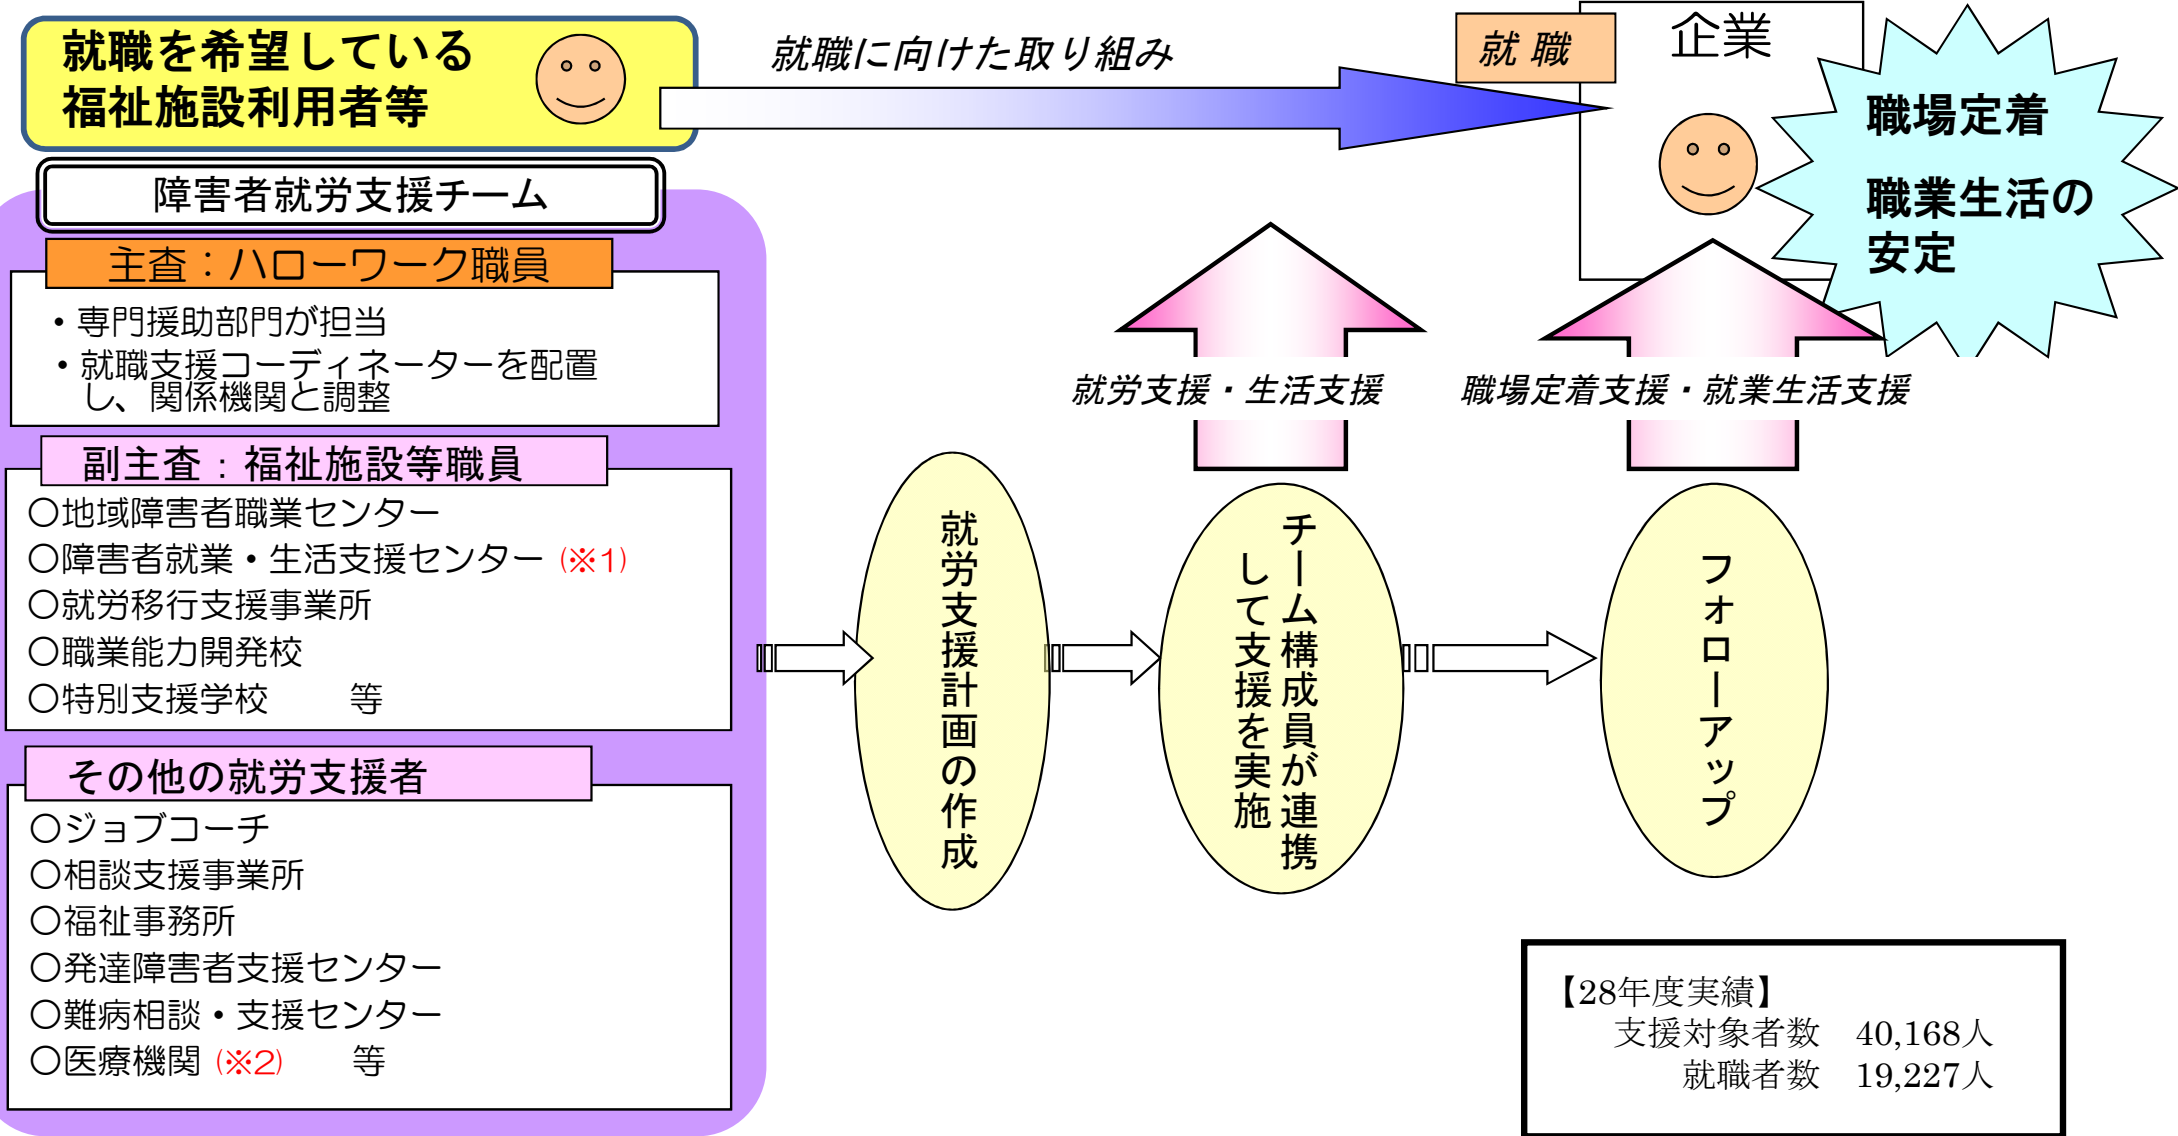 就職を希望している
福祉施設利用者等
就職に向けた取り組み
就 職
企業
職場定着
職業生活の
安定
障害者就労支援チーム
主査：ハローワーク職員
・専門援助部門が担当
・就職支援コーディネーターを配置
し、関係機関と調整
副主査：福祉施設等職員
○地域障害者職業センター
○障害者就業・生活支援センター (※1)
○就労移行支援事業所
○職業能力開発校
○特別支援学校　　等
その他の就労支援者
○ジョブコーチ
○相談支援事業所
○福祉事務所
○発達障害者支援センター
○難病相談・支援センター
○医療機関 (※2)　　等
就労支援・生活支援
職場定着支援・就業生活支援
就労支援計画の作成
チーム構成員が連携
して支援を実施
フォローアップ
【28年度実績】
支援対象者数　40,168人
就職者数　19,227人